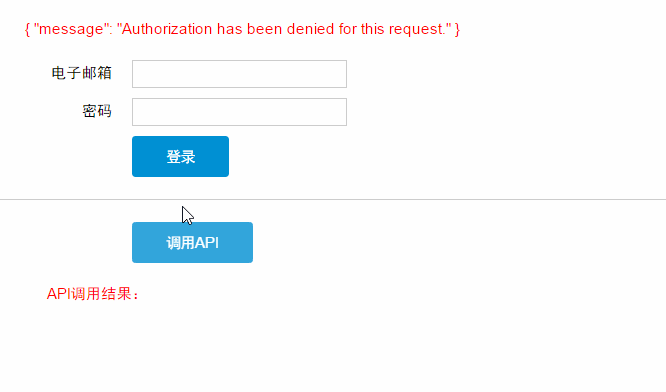 { "message": "Authorization has been denied for this request." }
电子邮箱
密码
登录
调用API
API调用结果：